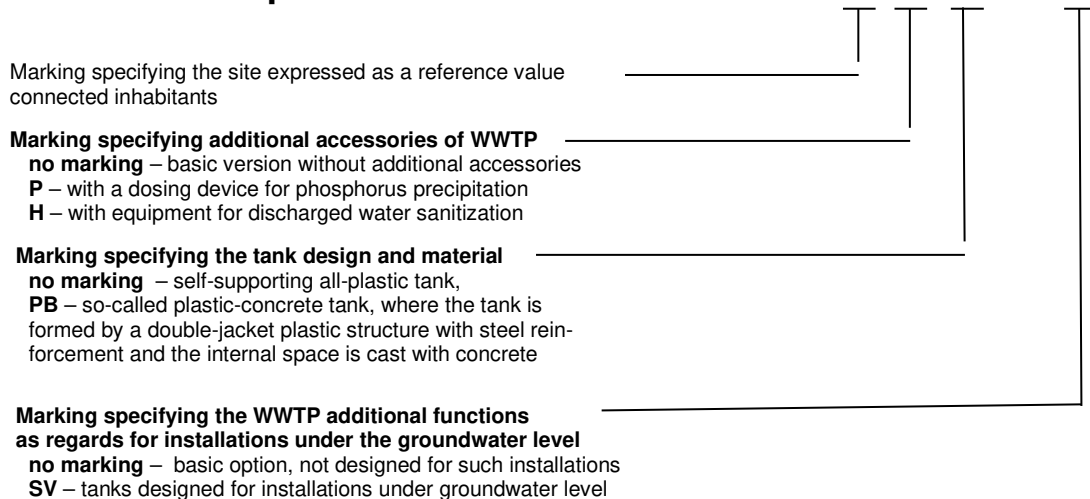 Marking specifying the site expressed as a reference value
connected inhabitants
Marking specifying additional accessories of WWTP
no marking – basic version without additional accessories
P – with a dosing device for phosphorus precipitation
H – with equipment for discharged water sanitization
Marking specifying the tank design and material
no marking – self-supporting all-plastic tank,
PB – so-called plastic-concrete tank, where the tank is
formed by a double-jacket plastic structure with steel rein-
forcement and the internal space is cast with concrete
Marking specifying the WWTP additional functions
as regards for installations under the groundwater level
no marking – basic option, not designed for such installations
SV – tanks designed for installations under groundwater level